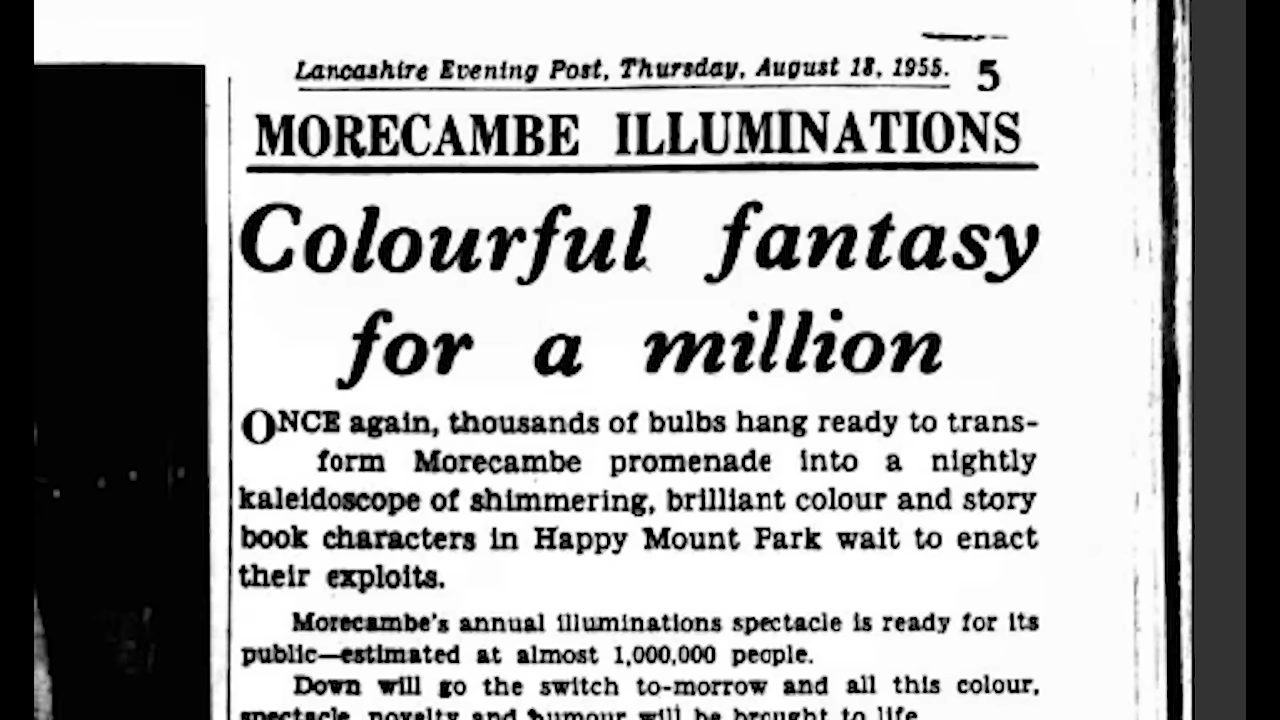 Lancashire Evening Post, Thursday, August 18, 1955. 5
MORECAMBE ILLUMINATIONS
Colourful fantasy
for a million
ONCE again, thousands of bulbs hang ready to trans-
form Morecambe promenade into a nightly
kaleidoscope of shimmering, brilliant colour and story
book characters in Happy Mount Park wait to enact
their exploits.
Morecambe's annual illuminations spectacle is ready for its
public—estimated at almost 1,000,000 people.
Down will go the switch to-morrow and all this colour,
spectacle, novelty and humour will be brought to life